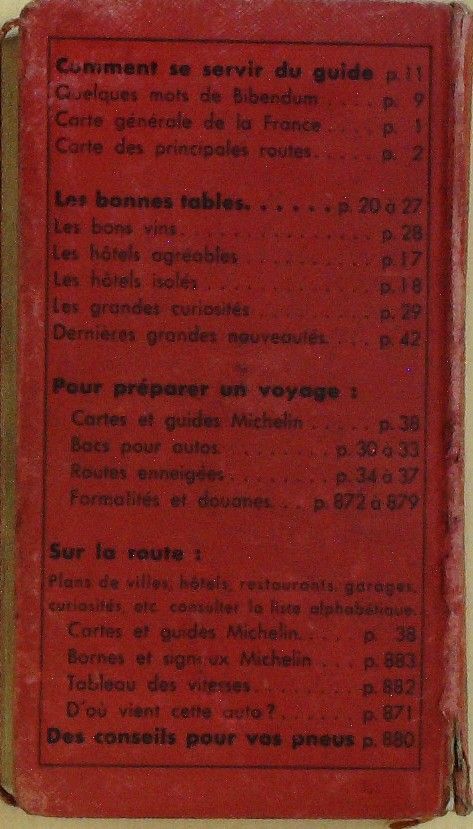 Comment se servir du guide p. 11
Quelques mots de Bibendum .... p. 9
Carte générale de la France .... p. 1
Carte des principales routes..... p. 2
Les bonnes tables. . . . . . . p. 20 à 27
Les bons vins................ p. 28
Les hôtels agréables ........... p. 17
Les hôtels isolés ............... p. 18
Les grandes curiosités .......... p. 29
Dernières grandes nouveautés.... p. 42
Pour préparer un voyage :
Cartes et guides Michelin ..... p. 38
Bacs pour autos.......... p. 30 à 33
Routes enneigées......... p. 34 à 37
Formalités et douanes... p. 872 à 879
Sur la route :
Plans de villes, hôtels, restaurants, garages,
curiosités, etc. consulter la liste alphabétique.
Cartes et guides Michelin.... p. 38
Bornes et signaux Michelin .... p. 883
Tableau des vitesses......... p. 882
D'où vient cette auto?...... p. 871
Des conseils pour vos pneus p. 880